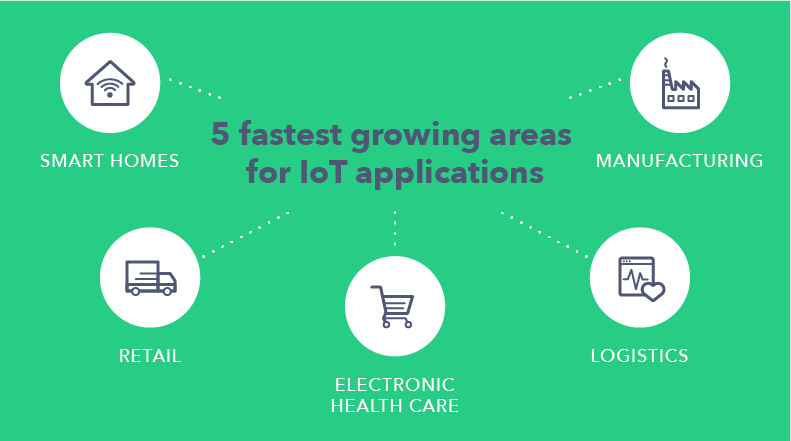 5 fastest growing areas
for IoT applications
SMART HOMES
MANUFACTURING
RETAIL
ELECTRONIC
HEALTH CARE
LOGISTICS